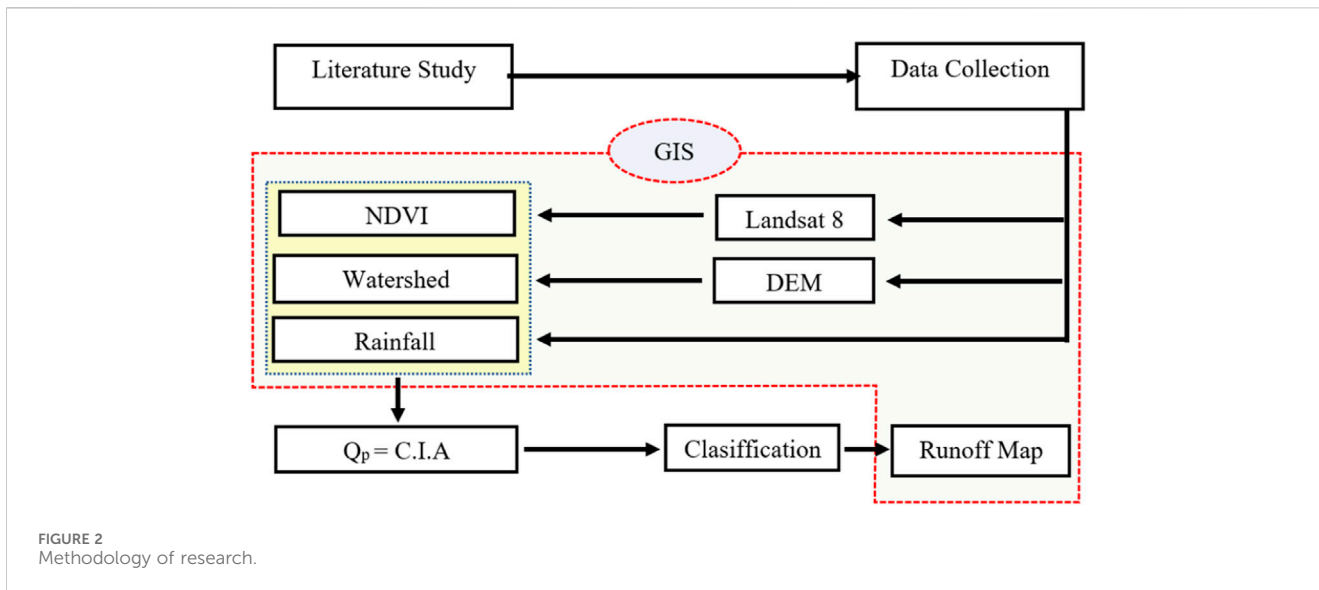 Literature Study
Data Collection
GIS
NDVI
Landsat 8
Watershed
DEM
Rainfall
Qp = C.I.A
Clasiffication
Runoff Map
FIGURE 2
Methodology of research.